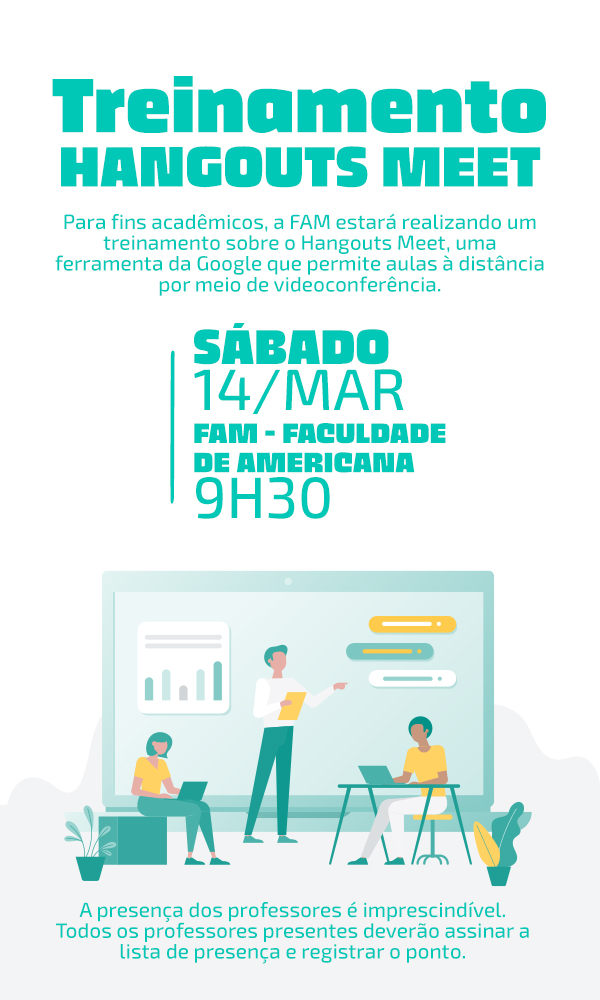 Treinamento
HANGOUTS MEET
Para fins acadêmicos, a FAM estará realizando um
treinamento sobre o Hangouts Meet, uma
ferramenta da Google que permite aulas à distância
por meio de videoconferência.
SÁBADO
14/MAR
FAM - FACULDADE
DE AMERICANA
9H30
A presença dos professores é imprescindível.
Todos os professores presentes deverão assinar a
lista de presença e registrar o ponto.